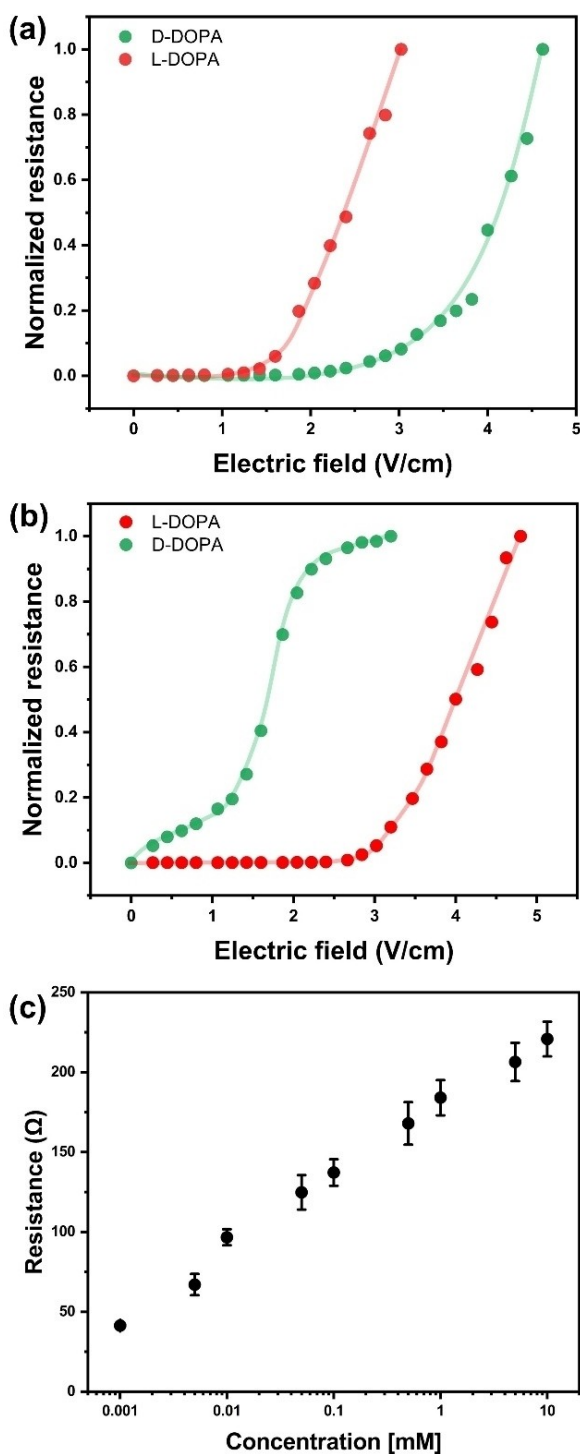 (a)
D-DOPA
L-DOPA
1.0
0.8
0.6
0.4
0.2
0.0
Normalized resistance
0 1 2 3 4 5
Electric field (V/cm)
(b)
L-DOPA
D-DOPA
1.0
0.8
0.6
0.4
0.2
0.0
Normalized resistance
0 1 2 3 4 5
Electric field (V/cm)
(c)
250
200
150
100
50
0
Resistance (Ω)
0.001 0.01 0.1 1 10
Concentration [mM]